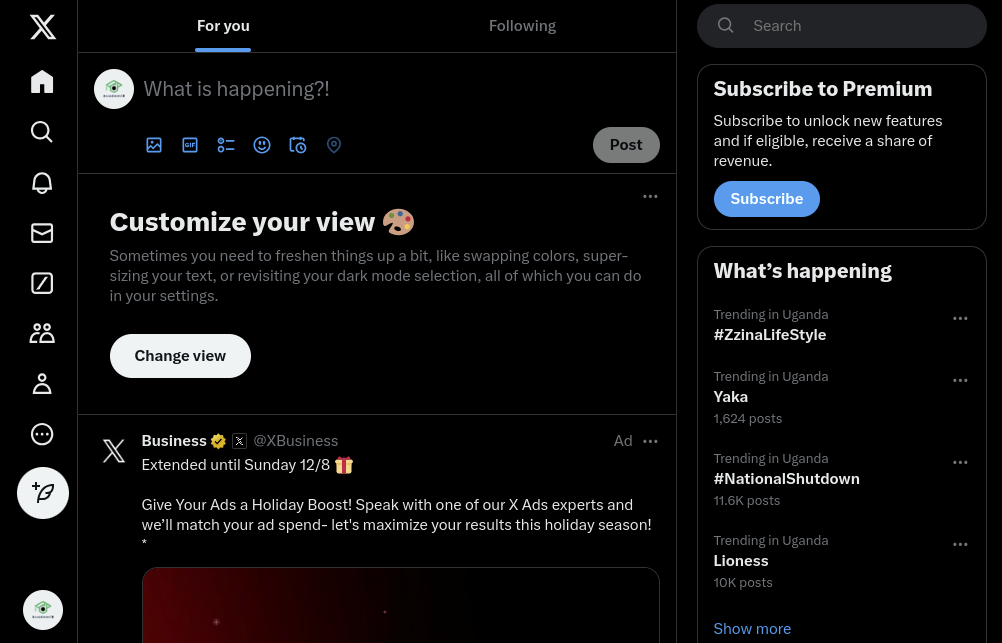 For you
Following
What is happening?!
GIF
Post
Customize your view
Sometimes you need to freshen things up a bit, like swapping colors, super-
sizing your text, or revisiting your dark mode selection, all of which you can do
in your settings.
Change view
Business @XBusiness
Ad
Extended until Sunday 12/8
Give Your Ads a Holiday Boost! Speak with one of our X Ads experts and
we’ll match your ad spend- let's maximize your results this holiday season!
*
Search
Subscribe to Premium
Subscribe to unlock new features
and if eligible, receive a share of
revenue.
Subscribe
What’s happening
Trending in Uganda
#ZzinaLifeStyle
Trending in Uganda
Yaka
1,624 posts
Trending in Uganda
#NationalShutdown
11.6K posts
Trending in Uganda
Lioness
10K posts
Show more